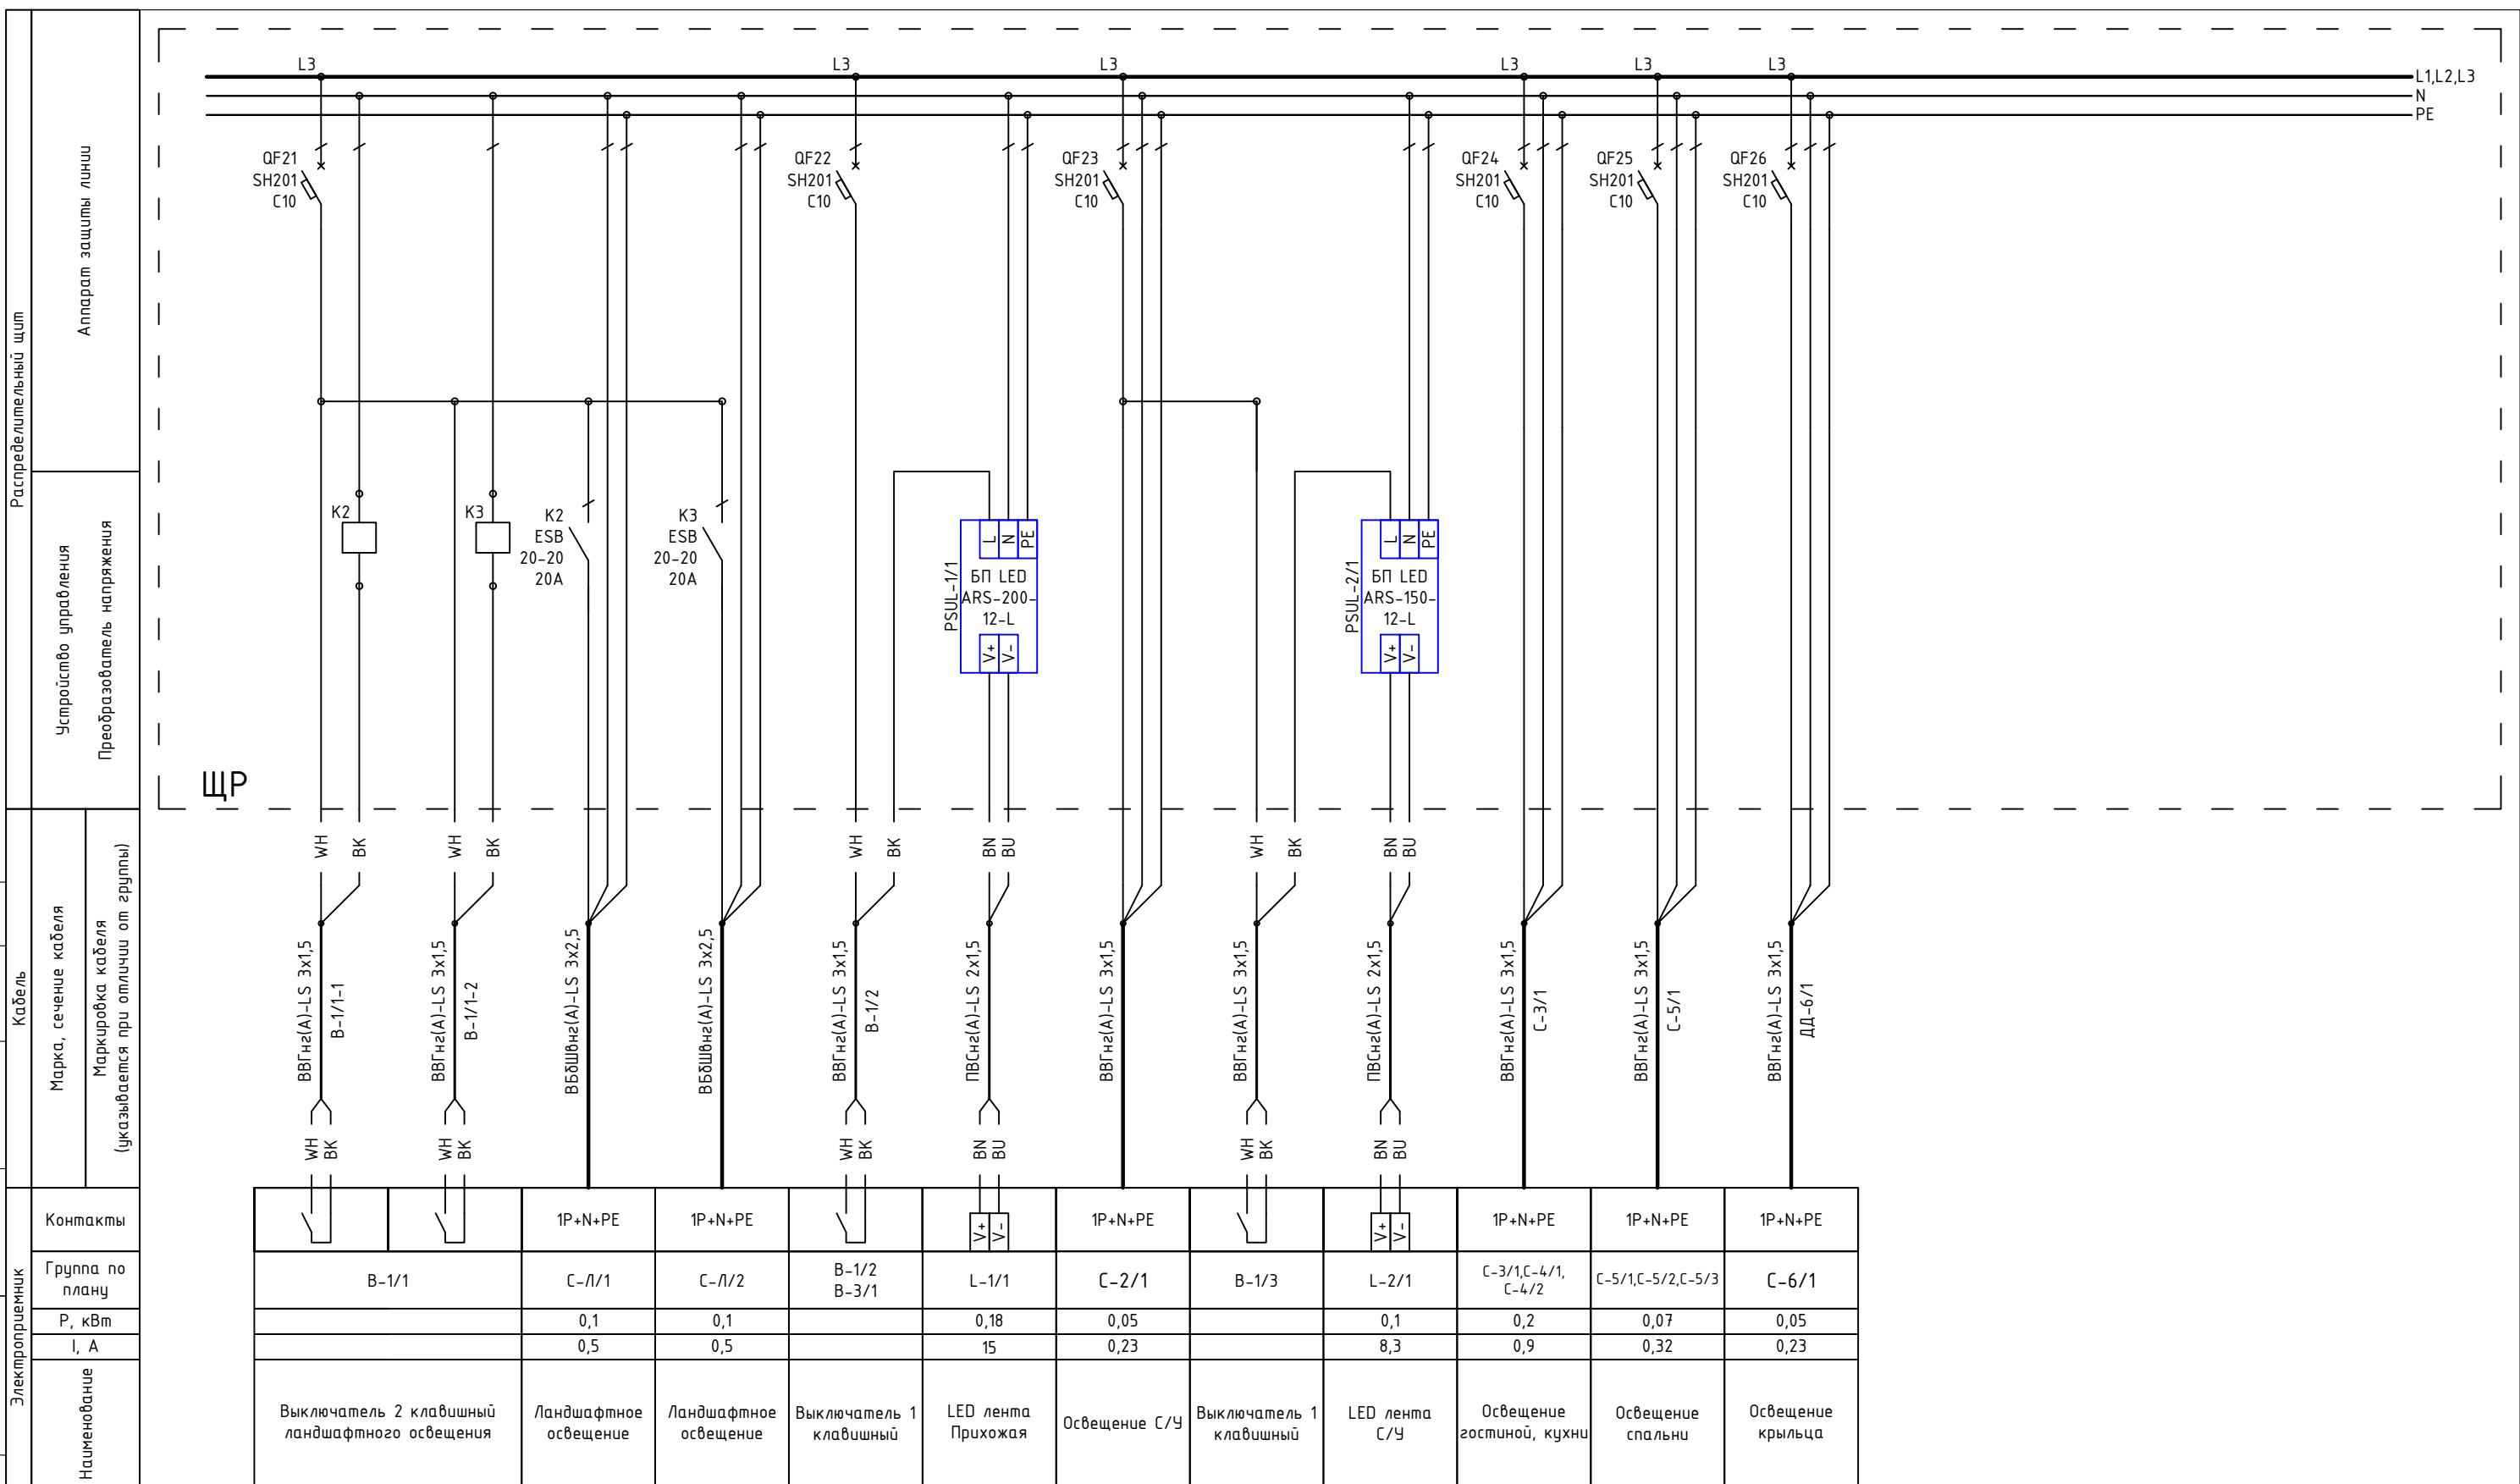 L3
L3
L3
L3
L3
L3
L1,L2,L3
N
PE
QF21
SH201
C10
QF22
SH201
C10
QF23
SH201
C10
QF24
SH201
C10
QF25
SH201
C10
QF26
SH201
C10
Распределительный щит
Аппарат защиты линии
Устройство управления
Преобразователь напряжения
K2
K3
K2
ESB
20-20
20A
K3
ESB
20-20
20A
PSUL-1/1
L
N
PE
БП LED
ARS-200-
12-L
V+
V-
PSUL-2/1
L
N
PE
БП LED
ARS-150-
12-L
V+
V-
ЩР
Кабель
Марка, сечение кабеля
Маркировка кабеля
(указывается при отличии от группы)
WH
BK
WH
BK
WH
BK
BN
BU
WH
BK
BN
BU
ВВГнг(А)-LS 3x1,5
В-1/1-1
ВВГнг(А)-LS 3x1,5
В-1/1-2
ВБбШвнг(А)-LS 3x2,5
ВБбШвнг(А)-LS 3x2,5
ВВГнг(А)-LS 3x1,5
В-1/2
ПВСнг(А)-LS 2x1,5
ВВГнг(А)-LS 3x1,5
ВВГнг(А)-LS 3x1,5
ПВСнг(А)-LS 2x1,5
ВВГнг(А)-LS 3x1,5
С-3/1
ВВГнг(А)-LS 3x1,5
С-5/1
ВВГнг(А)-LS 3x1,5
ДД-6/1
WH
BK
WH
BK
WH
BK
BN
BU
WH
BK
BN
BU
Электроприемник
Контакты
1P+N+PE
1P+N+PE
V+
V-
1P+N+PE
V+
V-
1P+N+PE
1P+N+PE
1P+N+PE
Группа по
плану
В-1/1
С-Л/1
С-Л/2
В-1/2
В-3/1
L-1/1
С-2/1
В-1/3
L-2/1
С-3/1,С-4/1,
С-4/2
С-5/1,С-5/2,С-5/3
С-6/1
P, кВт
0,1
0,1
0,18
0,05
0,1
0,2
0,07
0,05
I, А
0,5
0,5
15
0,23
8,3
0,9
0,32
0,23
Наименование
Выключатель 2 клавишный
ландшафтного освещения
Ландшафтное
освещение
Ландшафтное
освещение
Выключатель 1
клавишный
LED лента
Прихожая
Освещение С/У
Выключатель 1
клавишный
LED лента
С/У
Освещение
гостиной, кухни
Освещение
спальни
Освещение
крыльца